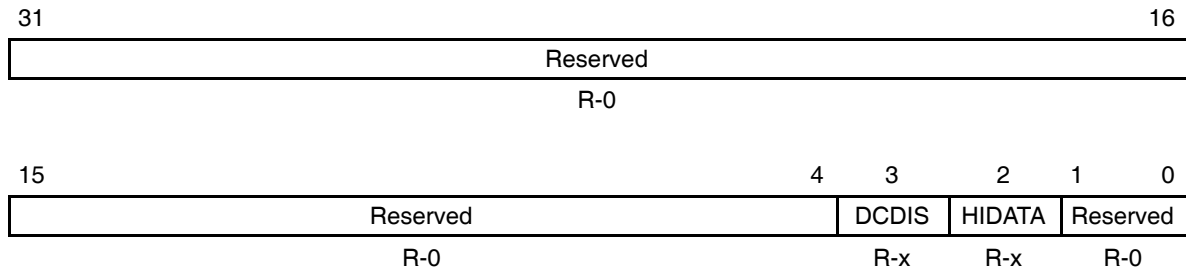 31 16
Reserved
R-0
15 4 3 2 1 0
Reserved DCDIS HIDATA Reserved
R-0 R-x R-x R-0